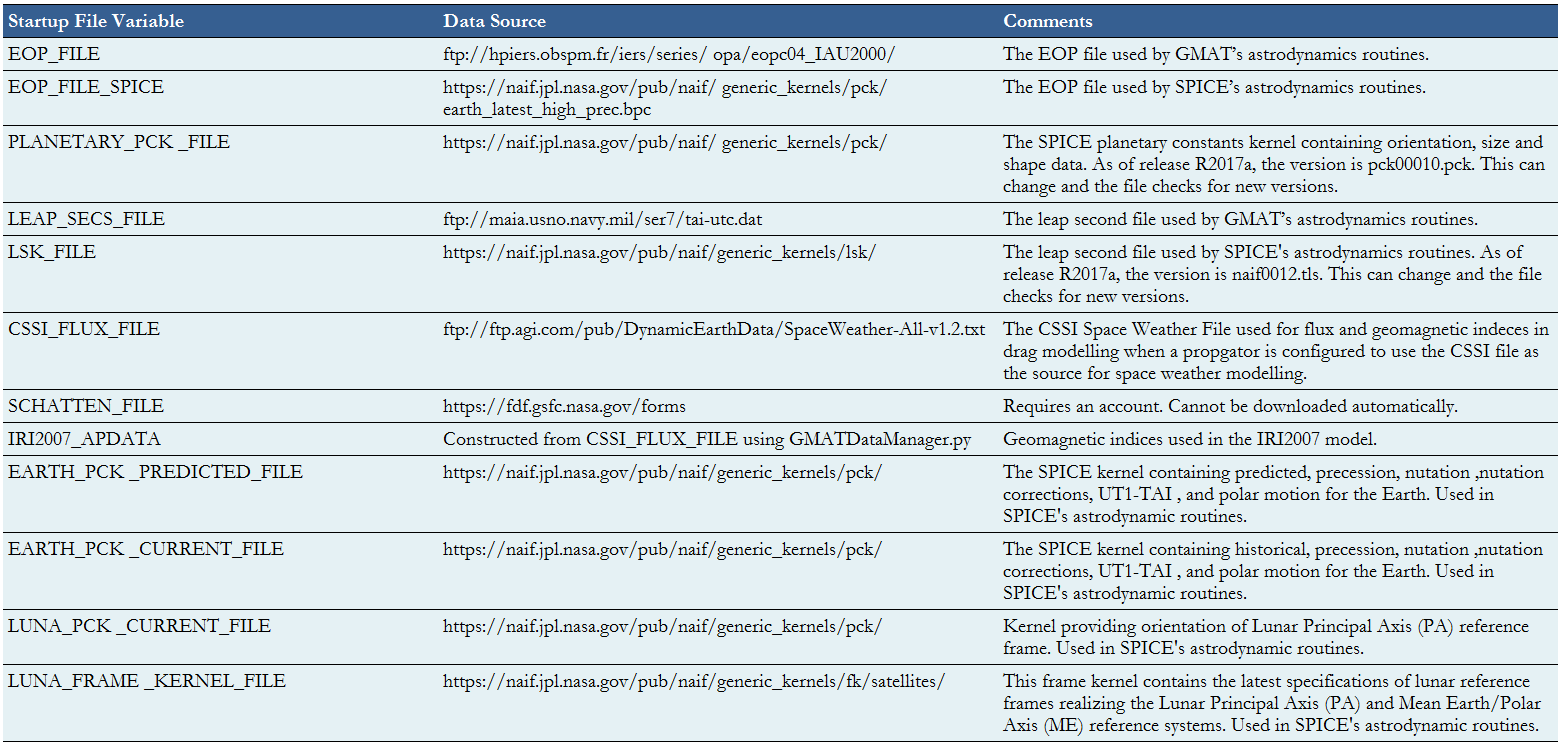 Startup File Variable Data Source Comments
EOP_FILE ftp://hpiers.obspm.fr/iers/series/ opa/eopc04_IAU2000/ The EOP file used by GMAT’s astrodynamics routines.
EOP_FILE_SPICE https://naif.jpl.nasa.gov/pub/naif/ generic_kernels/pck/ The EOP file used by SPICE’s astrodynamics routines.
earth_latest_high_prec.bpc
PLANETARY_PCK _FILE https://naif.jpl.nasa.gov/pub/naif/ generic_kernels/pck/ The SPICE planetary constants kernel containing orientation, size and
shape data. As of release R2017a, the version is pck00010.pck. This can
change and the file checks for new versions.
LEAP_SECS_FILE ftp://maia.usno.navy.mil/ser7/tai-utc.dat The leap second file used by GMAT’s astrodynamics routines.
LSK_FILE https://naif.jpl.nasa.gov/pub/naif/generic_kernels/lsk/ The leap second file used by SPICE's astrodynamics routines. As of
release R2017a, the version is naif0012.tls. This can change and the file
checks for new versions.
CSSI_FLUX_FILE ftp://ftp.agi.com/pub/DynamicEarthData/SpaceWeather-All-v1.2.txt The CSSI Space Weather File used for flux and geomagnetic indeces in
drag modelling when a propgator is configured to use the CSSI file as
the source for space weather modelling.
SCHATTEN_FILE https://fdf.gsfc.nasa.gov/forms Requires an account. Cannot be downloaded automatically.
IRI2007_APDATA Constructed from CSSI_FLUX_FILE using GMATDataManager.py Geomagnetic indices used in the IRI2007 model.
EARTH_PCK _PREDICTED_FILE https://naif.jpl.nasa.gov/pub/naif/generic_kernels/pck/ The SPICE kernel containing predicted, precession, nutation ,nutation
corrections, UT1-TAI , and polar motion for the Earth. Used in
SPICE's astrodynamic routines.
EARTH_PCK _CURRENT_FILE https://naif.jpl.nasa.gov/pub/naif/generic_kernels/pck/ The SPICE kernel containing historical, precession, nutation ,nutation
corrections, UT1-TAI , and polar motion for the Earth. Used in
SPICE's astrodynamic routines.
LUNA_PCK _CURRENT_FILE https://naif.jpl.nasa.gov/pub/naif/generic_kernels/pck/ Kernel providing orientation of Lunar Principal Axis (PA) reference
frame. Used in SPICE's astrodynamic routines.
LUNA_FRAME _KERNEL_FILE https://naif.jpl.nasa.gov/pub/naif/generic_kernels/fk/satellites/ This frame kernel contains the latest specifications of lunar reference
frames realizing the Lunar Principal Axis (PA) and Mean Earth/Polar
Axis (ME) reference systems. Used in SPICE's astrodynamic routines.